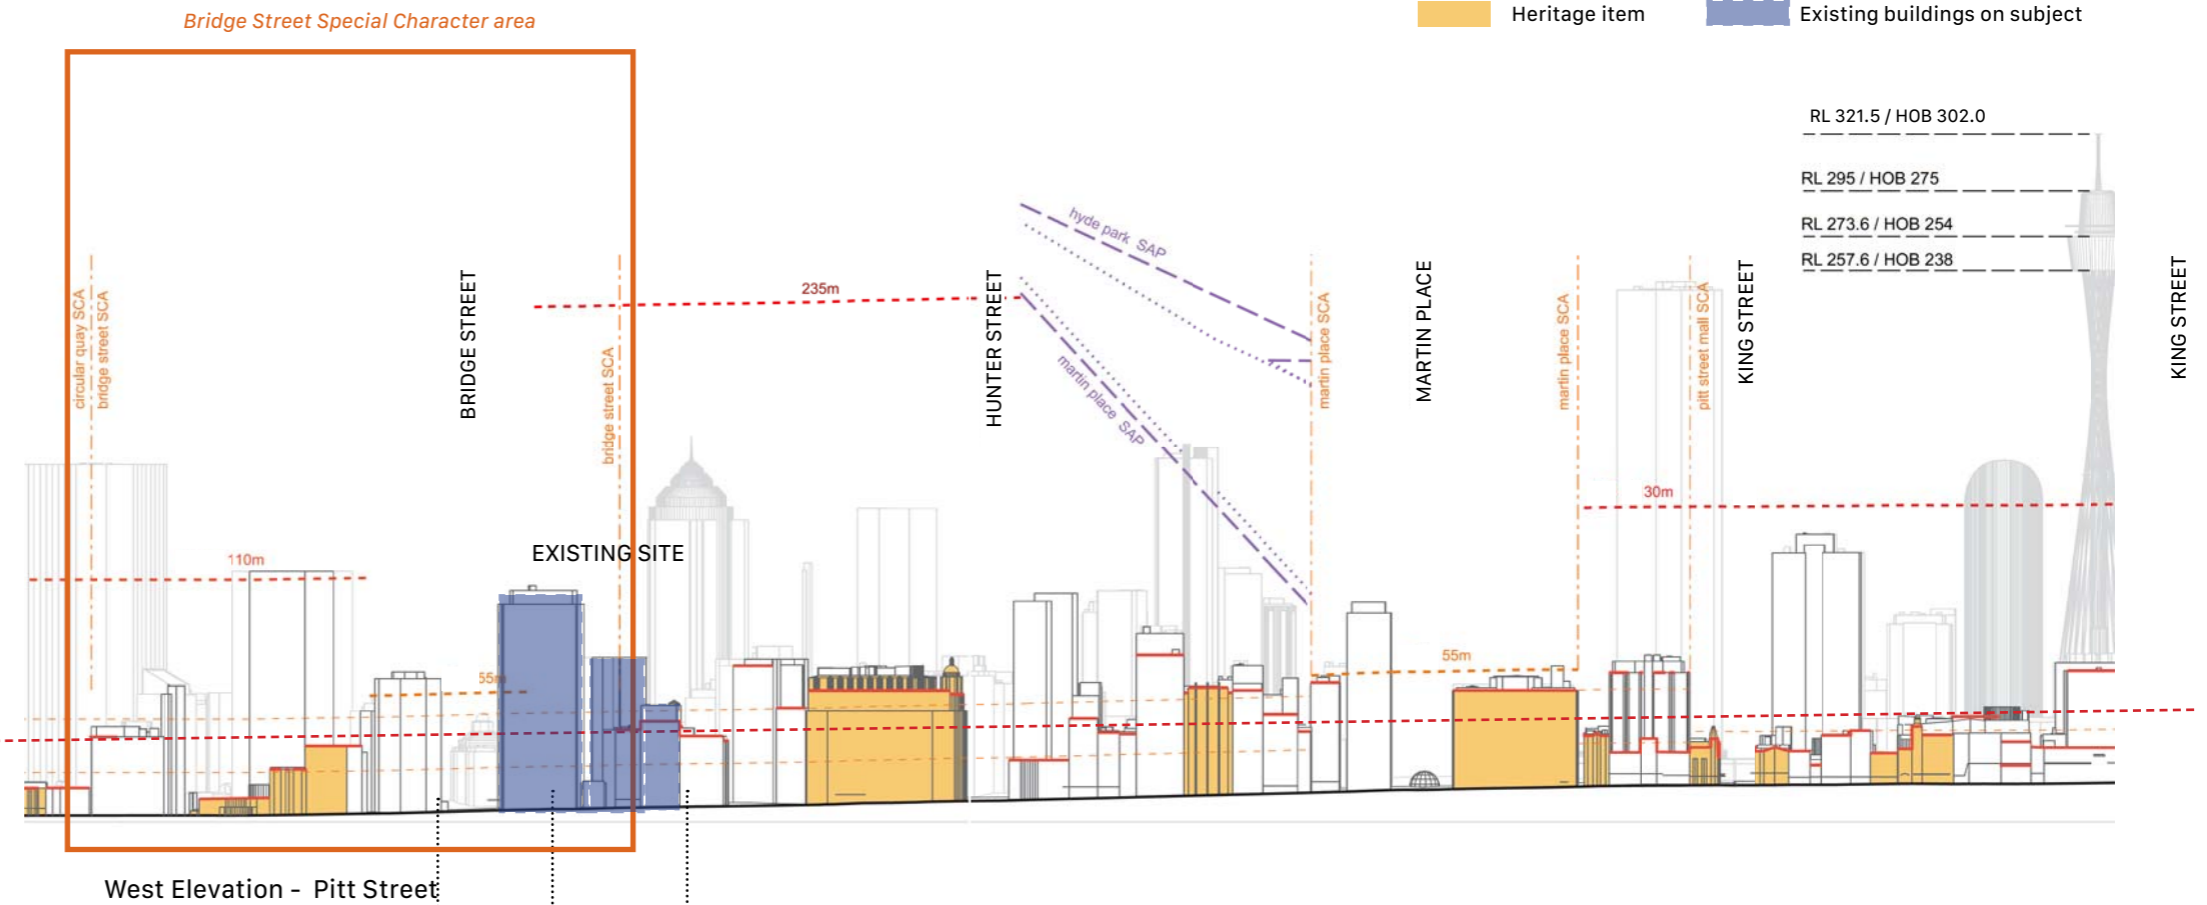 Bridge Street Special Character area
Heritage item
Existing buildings on subject
RL 321.5 / HOB 302.0
RL 295 / HOB 275
RL 273.6 / HOB 254
RL 257.6 / HOB 238
circular quay SCA
bridge street SCA
BRIDGE STREET
bridge street SCA
235m
HUNTER STREET
hyde park SAP
martin place SAP
martin place SCA
MARTIN PLACE
martin place SCA
pitt street mall SCA
KING STREET
KING STREET
30m
110m
EXISTING SITE
55m
55m
West Elevation - Pitt Street